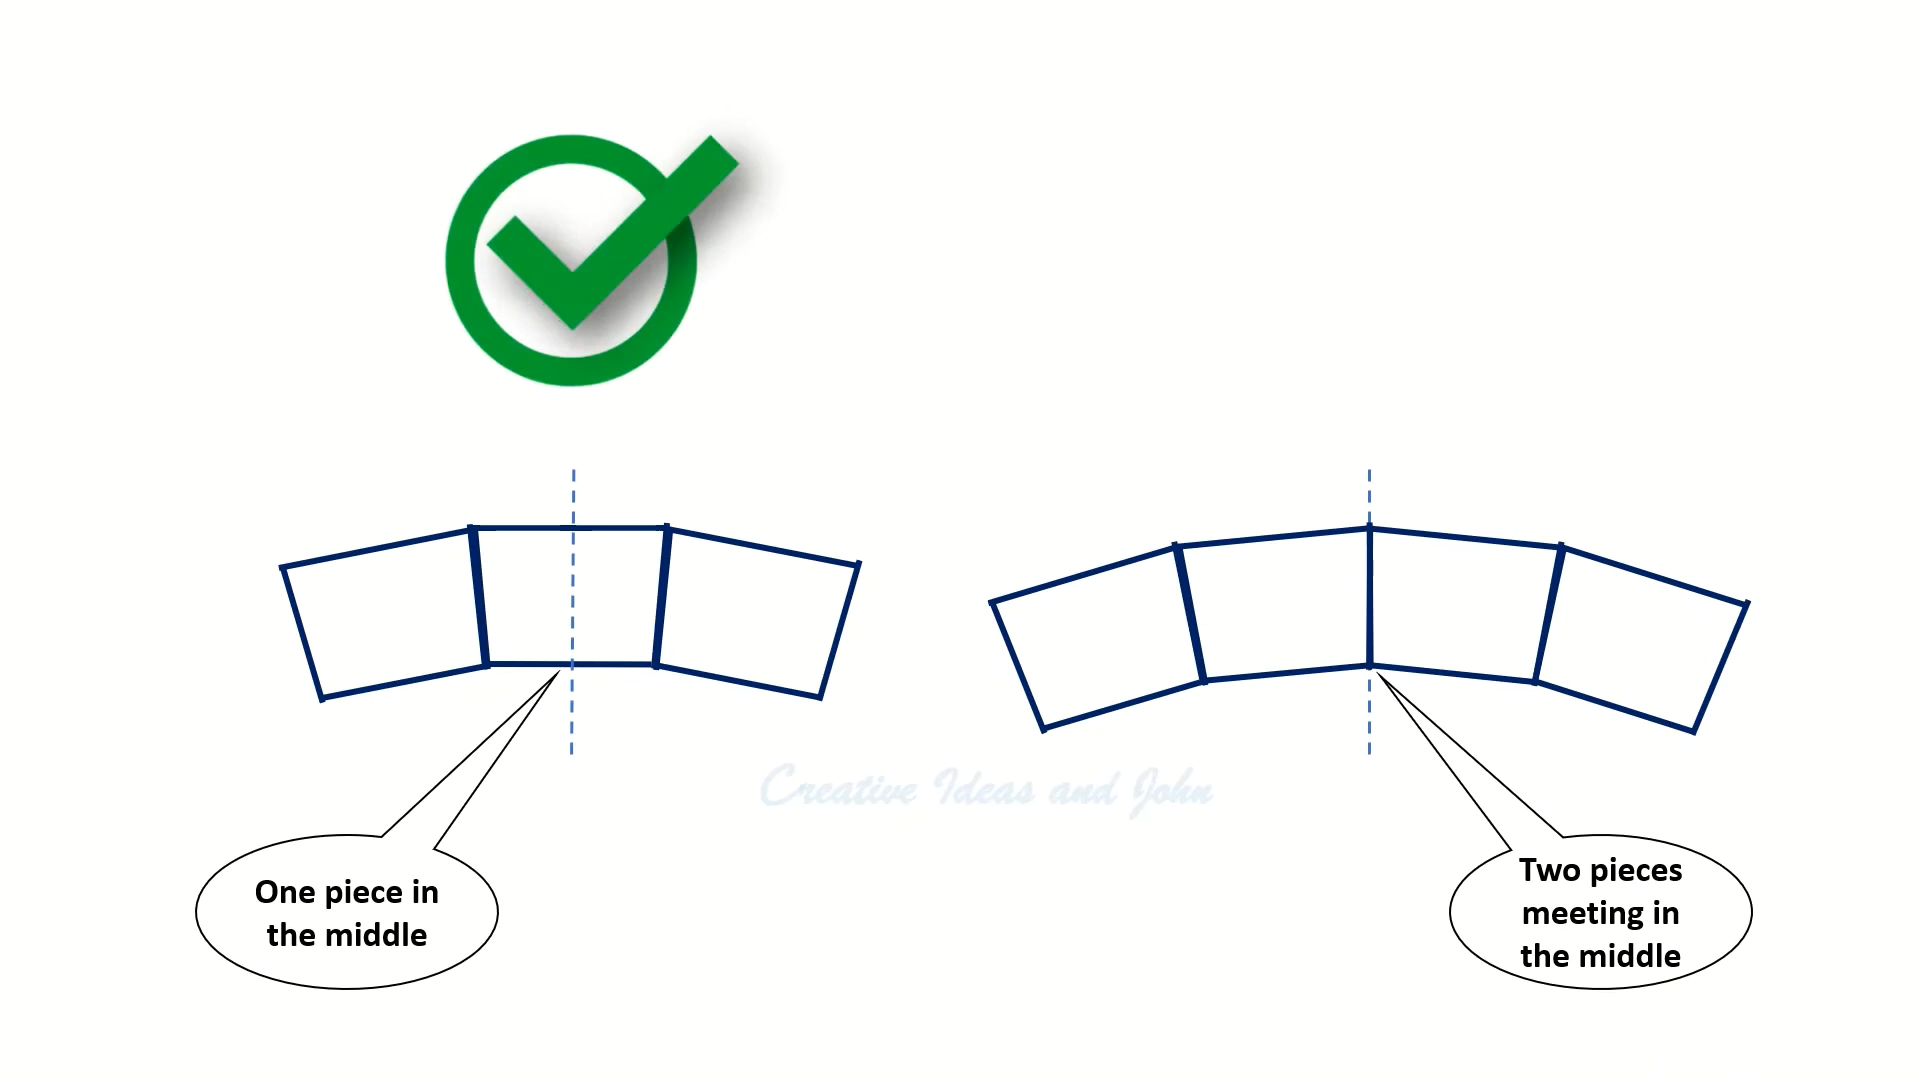 Creative Ideas and John
One piece in
the middle
Two pieces
meeting in
the middle